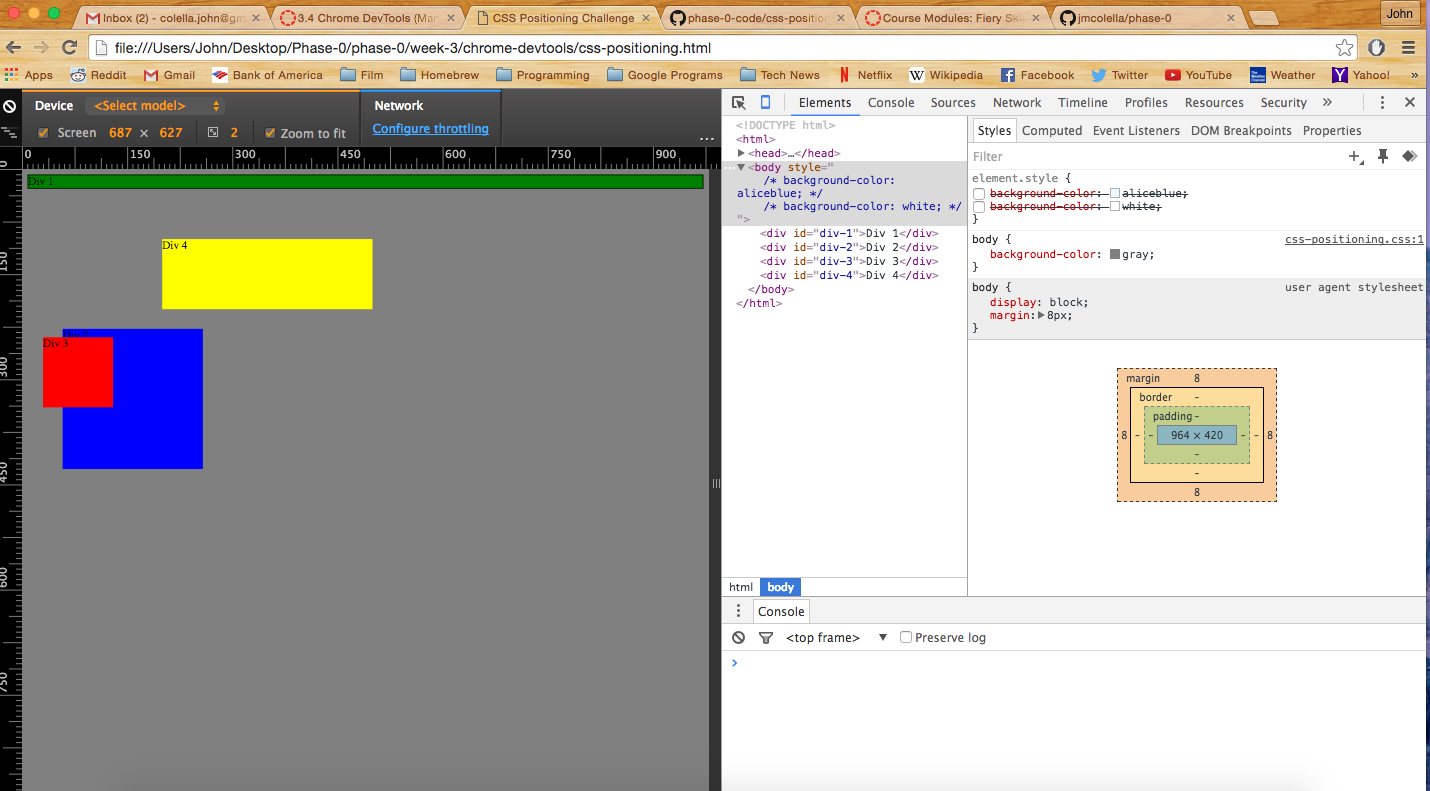 Inbox (2) - colella.john@gm
3.4 Chrome DevTools (Man
CSS Positioning Challenge
phase-0-code/css-position
Course Modules: Fiery Ski
jmcolella/phase-0
John
file:///Users/John/Desktop/Phase-0/phase-0/week-3/chrome-devtools/css-positioning.html
Apps Reddit Gmail Bank of America Film Homebrew Programming Google Programs Tech News Netflix Wikipedia Facebook Twitter YouTube Weather Yahoo! »
Device <Select model> Network
Screen 687 × 627 2 Zoom to fit Configure throttling ...
0 150 300 450 600 750 900
0
150
300
450
600
750
Div 1
Div 4
Div 3
Elements Console Sources Network Timeline Profiles Resources Security »
<!DOCTYPE html>
<html>
<head>…</head>
<body style="
/* background-color:
aliceblue; */
/* background-color: white; */
">
<div id="div-1">Div 1</div>
<div id="div-2">Div 2</div>
<div id="div-3">Div 3</div>
<div id="div-4">Div 4</div>
</body>
</html>
html body
Styles Computed Event Listeners DOM Breakpoints Properties
Filter
element.style {
background-color: aliceblue;
background-color: white;
}
body { css-positioning.css:1
background-color: gray;
}
body { user agent stylesheet
display: block;
margin: 8px;
}
margin 8
border -
padding -
8 - - 964 × 420 - - 8
-
-
8
Console
<top frame> Preserve log